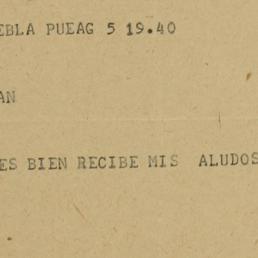 EBLA PUEAG 5 19.40
AN
ES BIEN RECIBE MIS ALUDOS